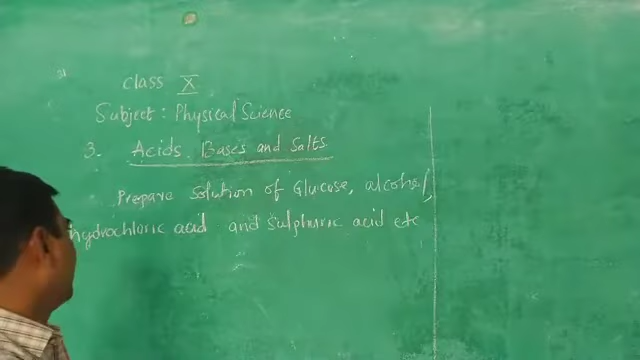 Class X
Subject : Physical Science
3. Acids Bases and Salts
Prepare Solution of Glucose, alcohol,
hydrochloric acid and Sulphuric acid etc